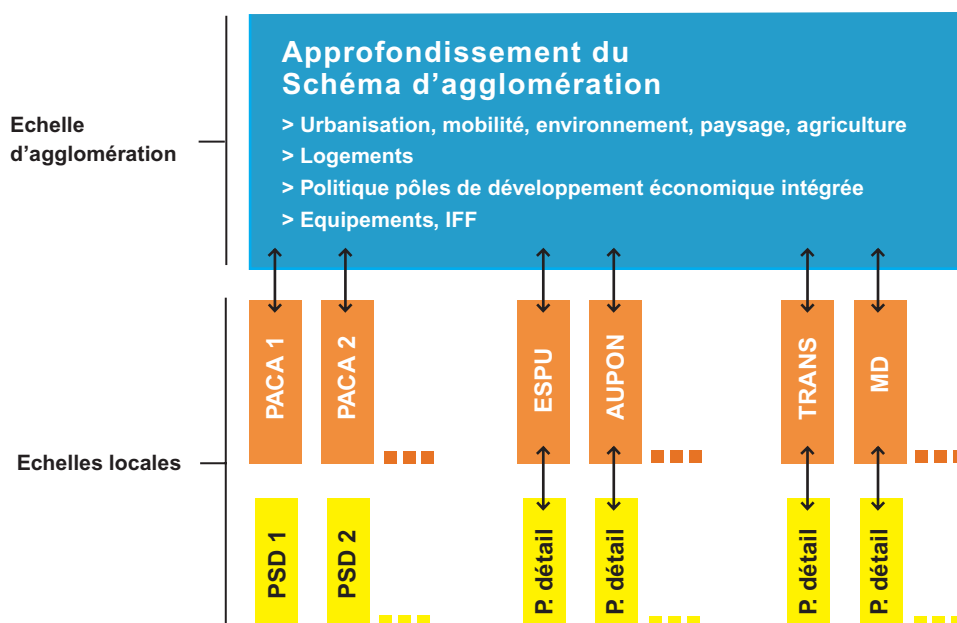 Approfondissement du
Schéma d’agglomération
> Urbanisation, mobilité, environnement, paysage, agriculture
> Logements
> Politique pôles de développement économique intégrée
> Equipements, IFF
Echelle
d’agglomération
PACA 1
PACA 2
ESPU
AUPON
TRANS
MD
Echelles locales
PSD 1
PSD 2
P. détail
P. détail
P. détail
P. détail